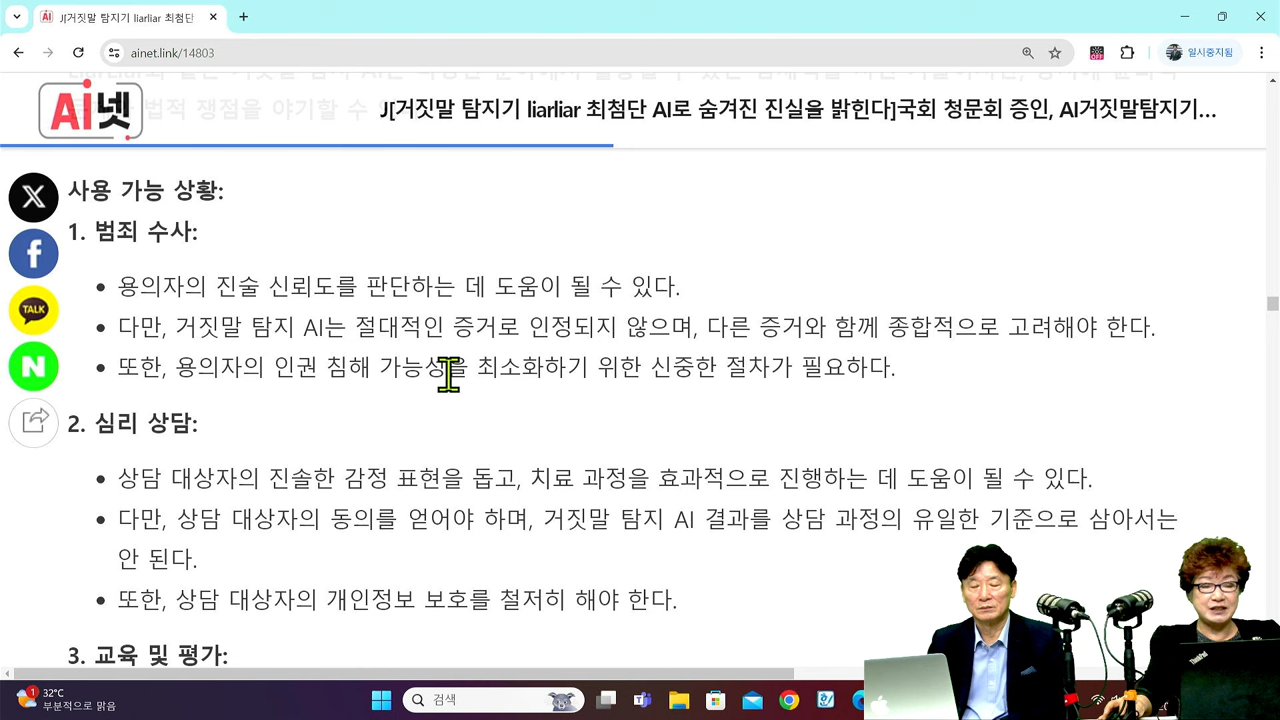 J[거짓말 탐지기 liarliar 최첨단
ainet.link/14803
일시중지됨
Ai넷
J[거짓말 탐지기 liarliar 최첨단 AI로 숨겨진 진실을 밝힌다]국회 청문회 증인, AI거짓말탐지기...
사용 가능 상황:
1. 범죄 수사:
용의자의 진술 신뢰도를 판단하는 데 도움이 될 수 있다.
다만, 거짓말 탐지 AI는 절대적인 증거로 인정되지 않으며, 다른 증거와 함께 종합적으로 고려해야 한다.
또한, 용의자의 인권 침해 가능성을 최소화하기 위한 신중한 절차가 필요하다.
TALK
N
2. 심리 상담:
상담 대상자의 진솔한 감정 표현을 돕고, 치료 과정을 효과적으로 진행하는 데 도움이 될 수 있다.
다만, 상담 대상자의 동의를 얻어야 하며, 거짓말 탐지 AI 결과를 상담 과정의 유일한 기준으로 삼아서는
안 된다.
또한, 상담 대상자의 개인정보 보호를 철저히 해야 한다.
3. 교육 및 평가:
ThinkPad
1
32°C
부분적으로 맑음
검색